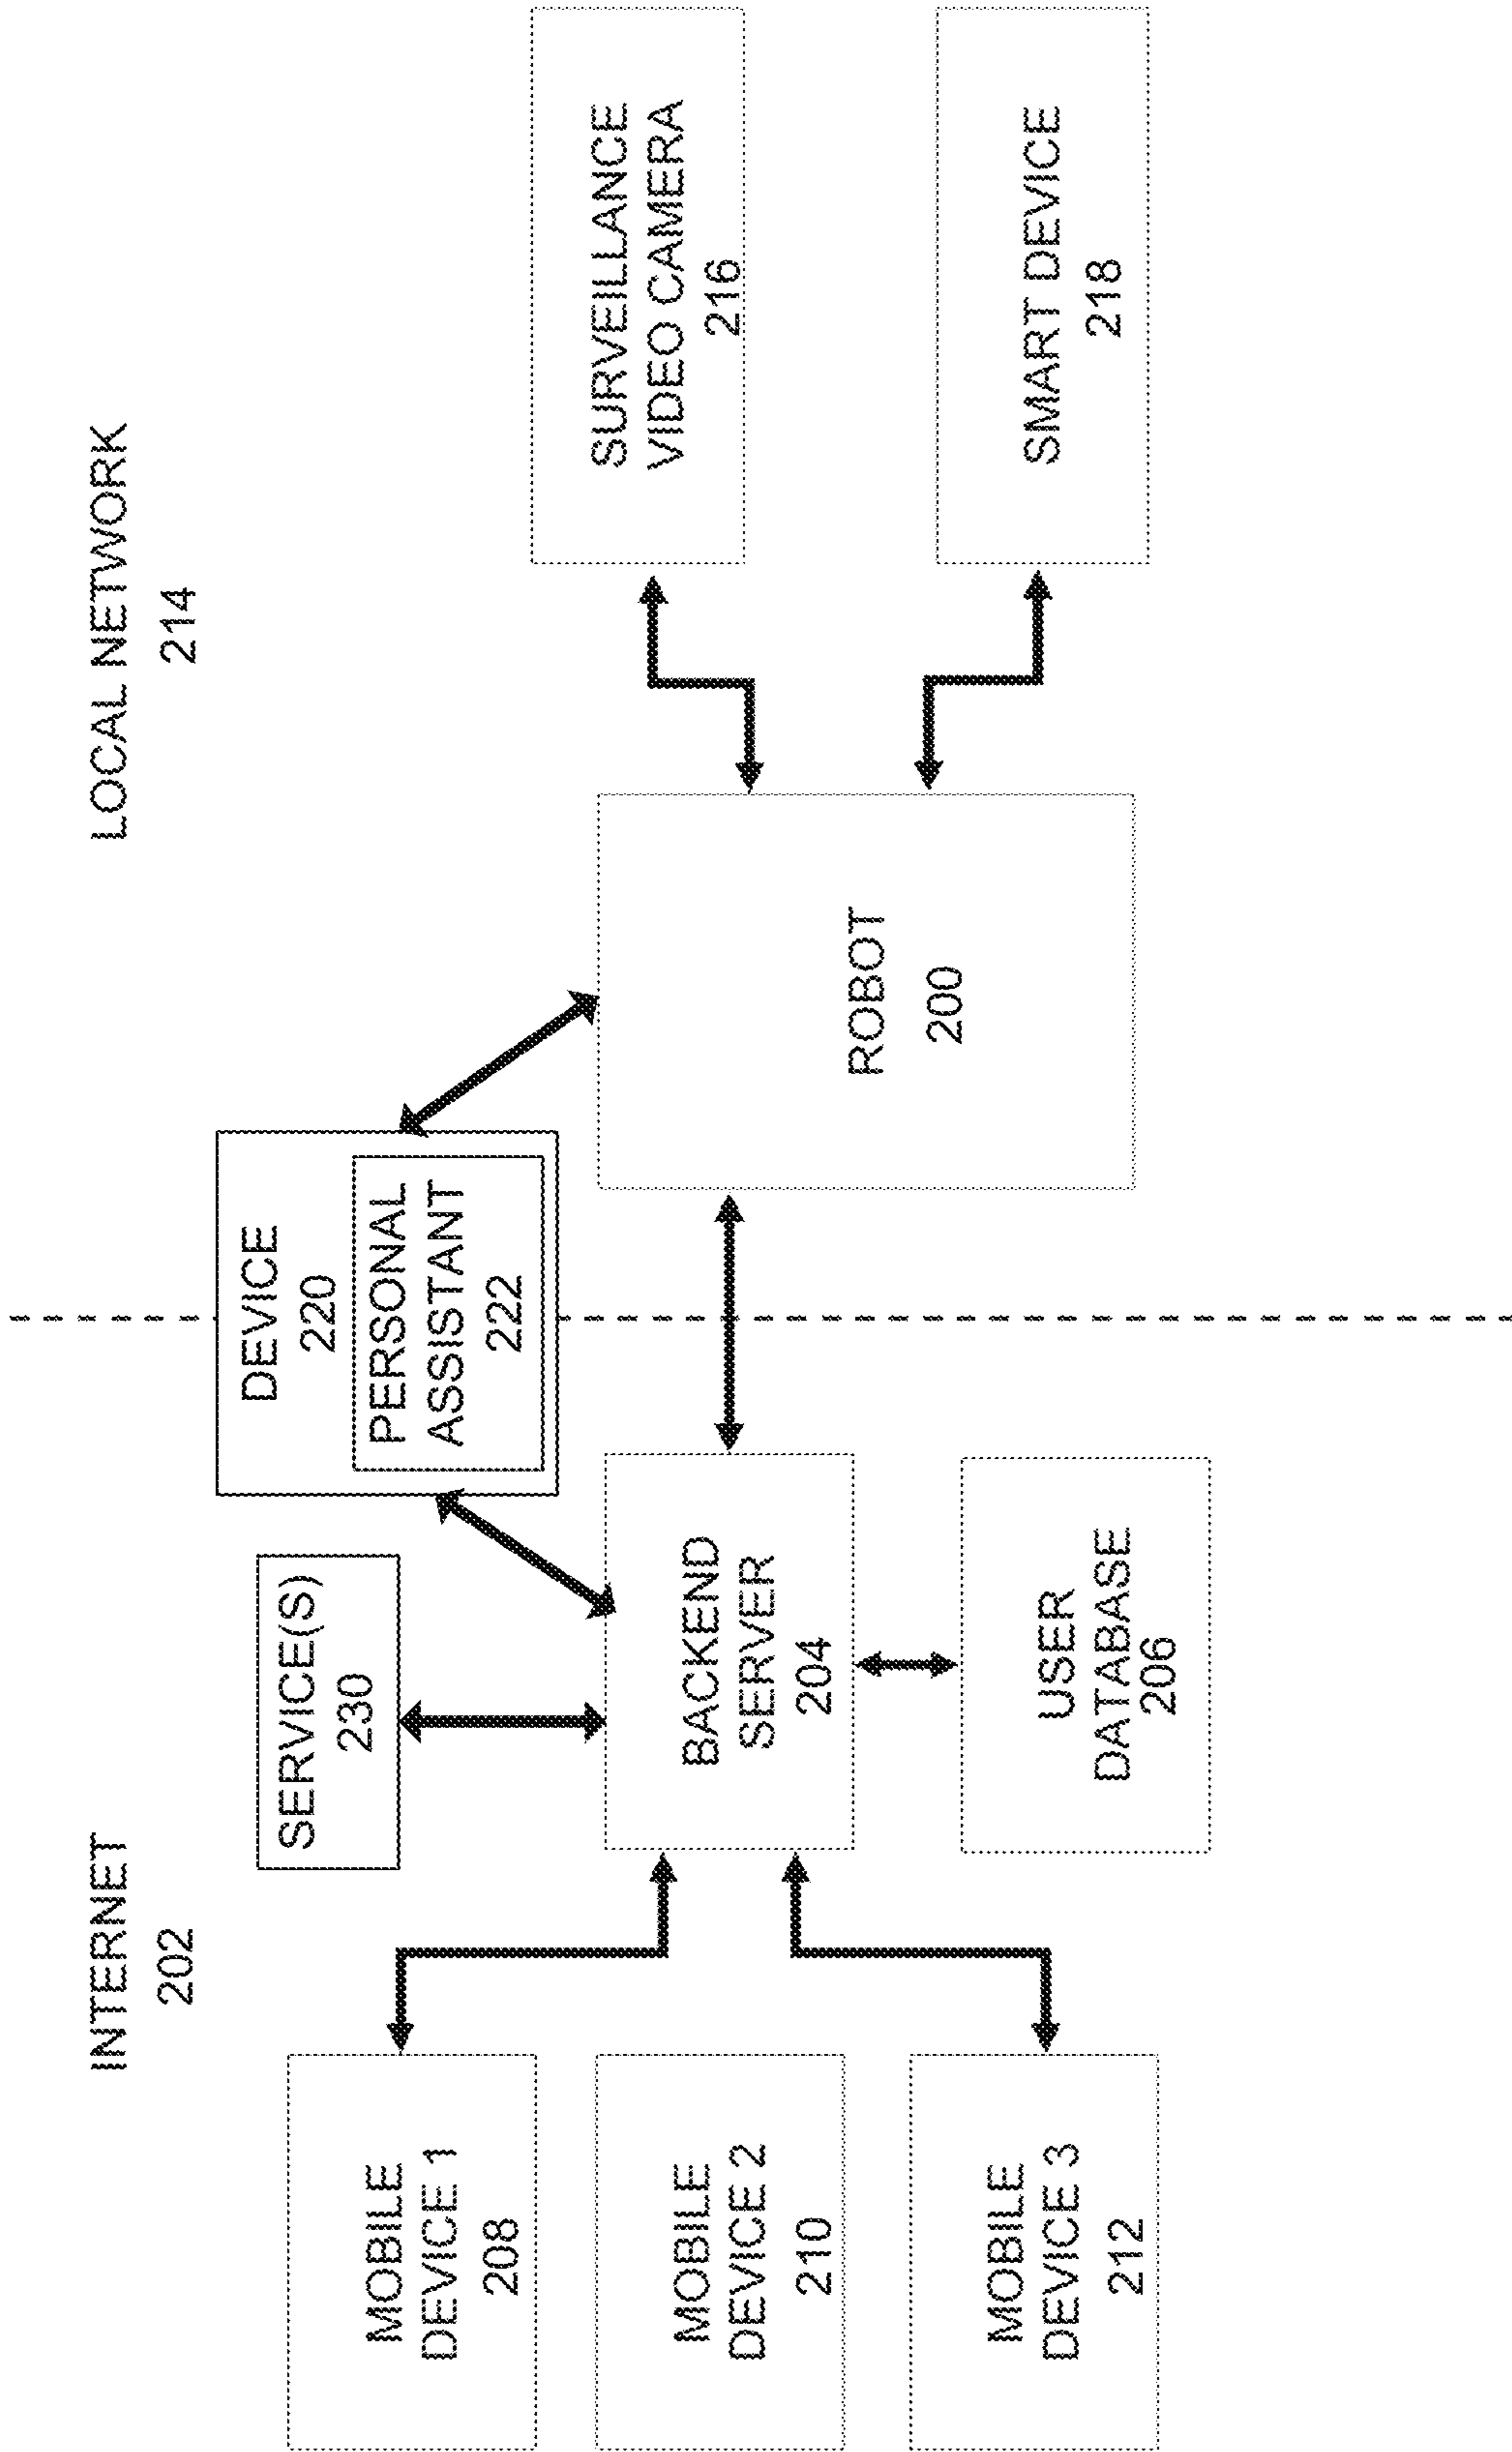 INTERNET
202
LOCAL NETWORK
214
SERVICE(S)
230
DEVICE
220
PERSONAL
ASSISTANT
222
MOBILE
DEVICE 1
208
MOBILE
DEVICE 2
210
MOBILE
DEVICE 3
212
BACKEND
SERVER
204
USER
DATABASE
206
ROBOT
200
SURVEILLANCE
VIDEO CAMERA
216
SMART DEVICE
218